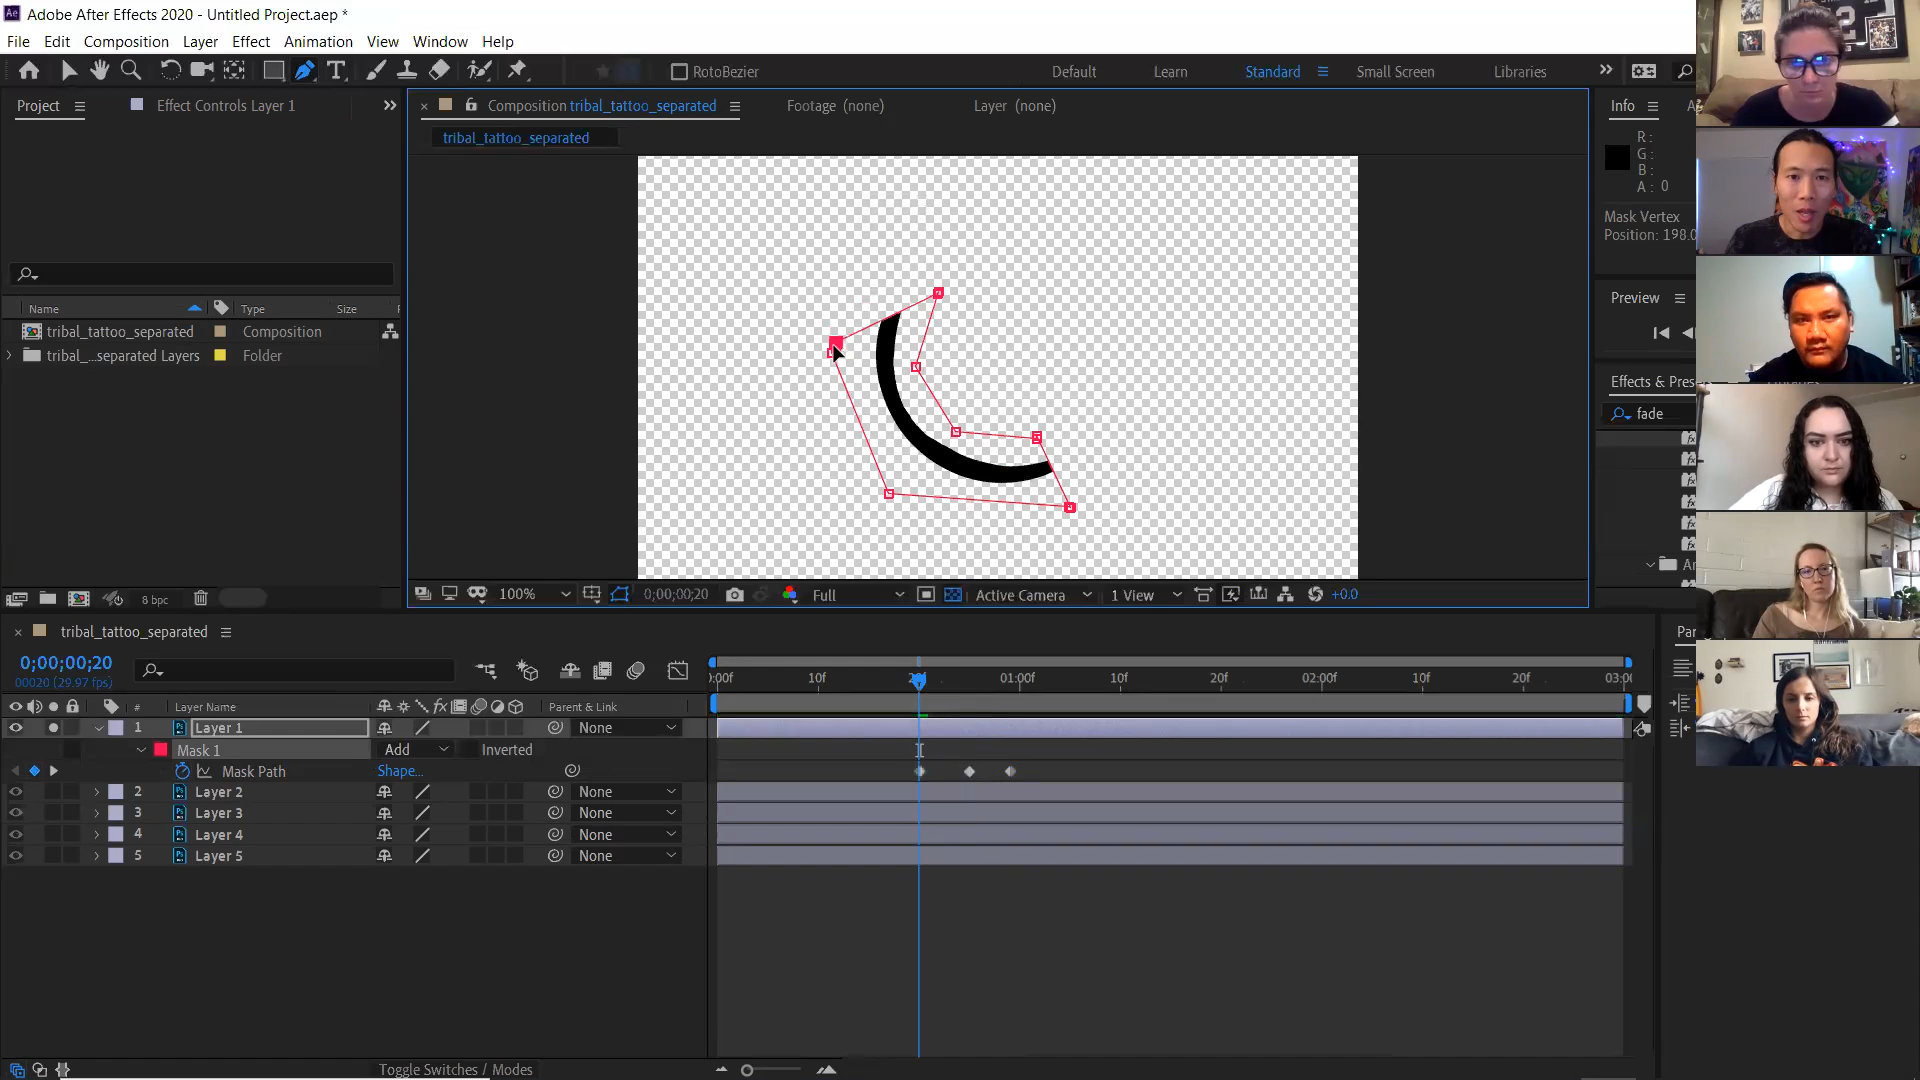 Adobe After Effects 2020 - Untitled Project.aep *
File Edit Composition Layer Effect Animation View Window Help
RotoBezier Default Learn Standard Small Screen Libraries
Project Effect Controls Layer 1
Composition tribal_tattoo_separated Footage (none) Layer (none)
tribal_tattoo_separated
Info
R :
G :
B :
A : 0
Mask Vertex
Position: 198.0
Preview
Effects & Pres
fade
Name Type Size
tribal_tattoo_separated Composition
tribal_...separated Layers Folder
8 bpc
100% 0;00;00;20 Full Active Camera 1 View +0.0
tribal_tattoo_separated
0;00;00;20
00020 (29.97 fps)
:00f 10f 20f 01:00f 10f 20f 02:00f 10f 20f 03:0
# Layer Name Parent & Link
1 Layer 1 None
Mask 1 Add Inverted
Mask Path Shape...
2 Layer 2 None
3 Layer 3 None
4 Layer 4 None
5 Layer 5 None
Toggle Switches / Modes